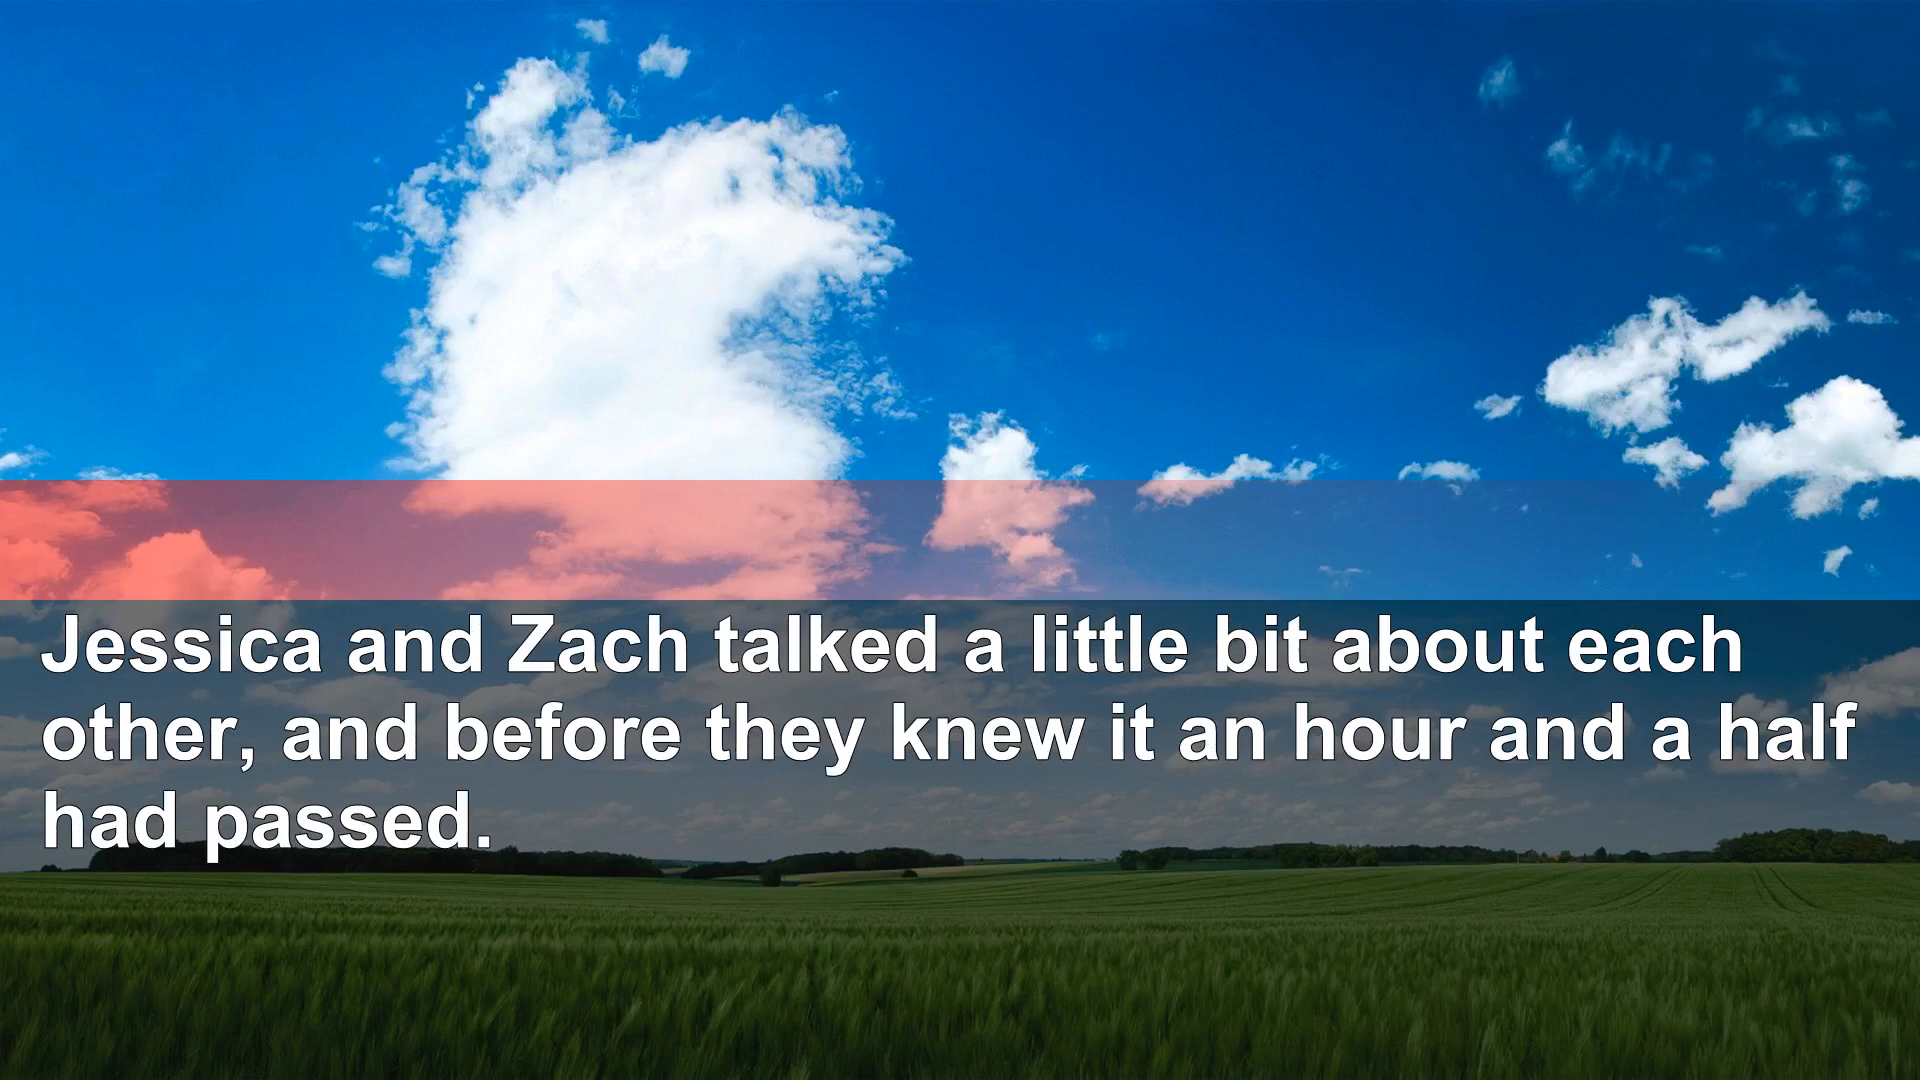 Jessica and Zach talked a little bit about each
other, and before they knew it an hour and a half
had passed.